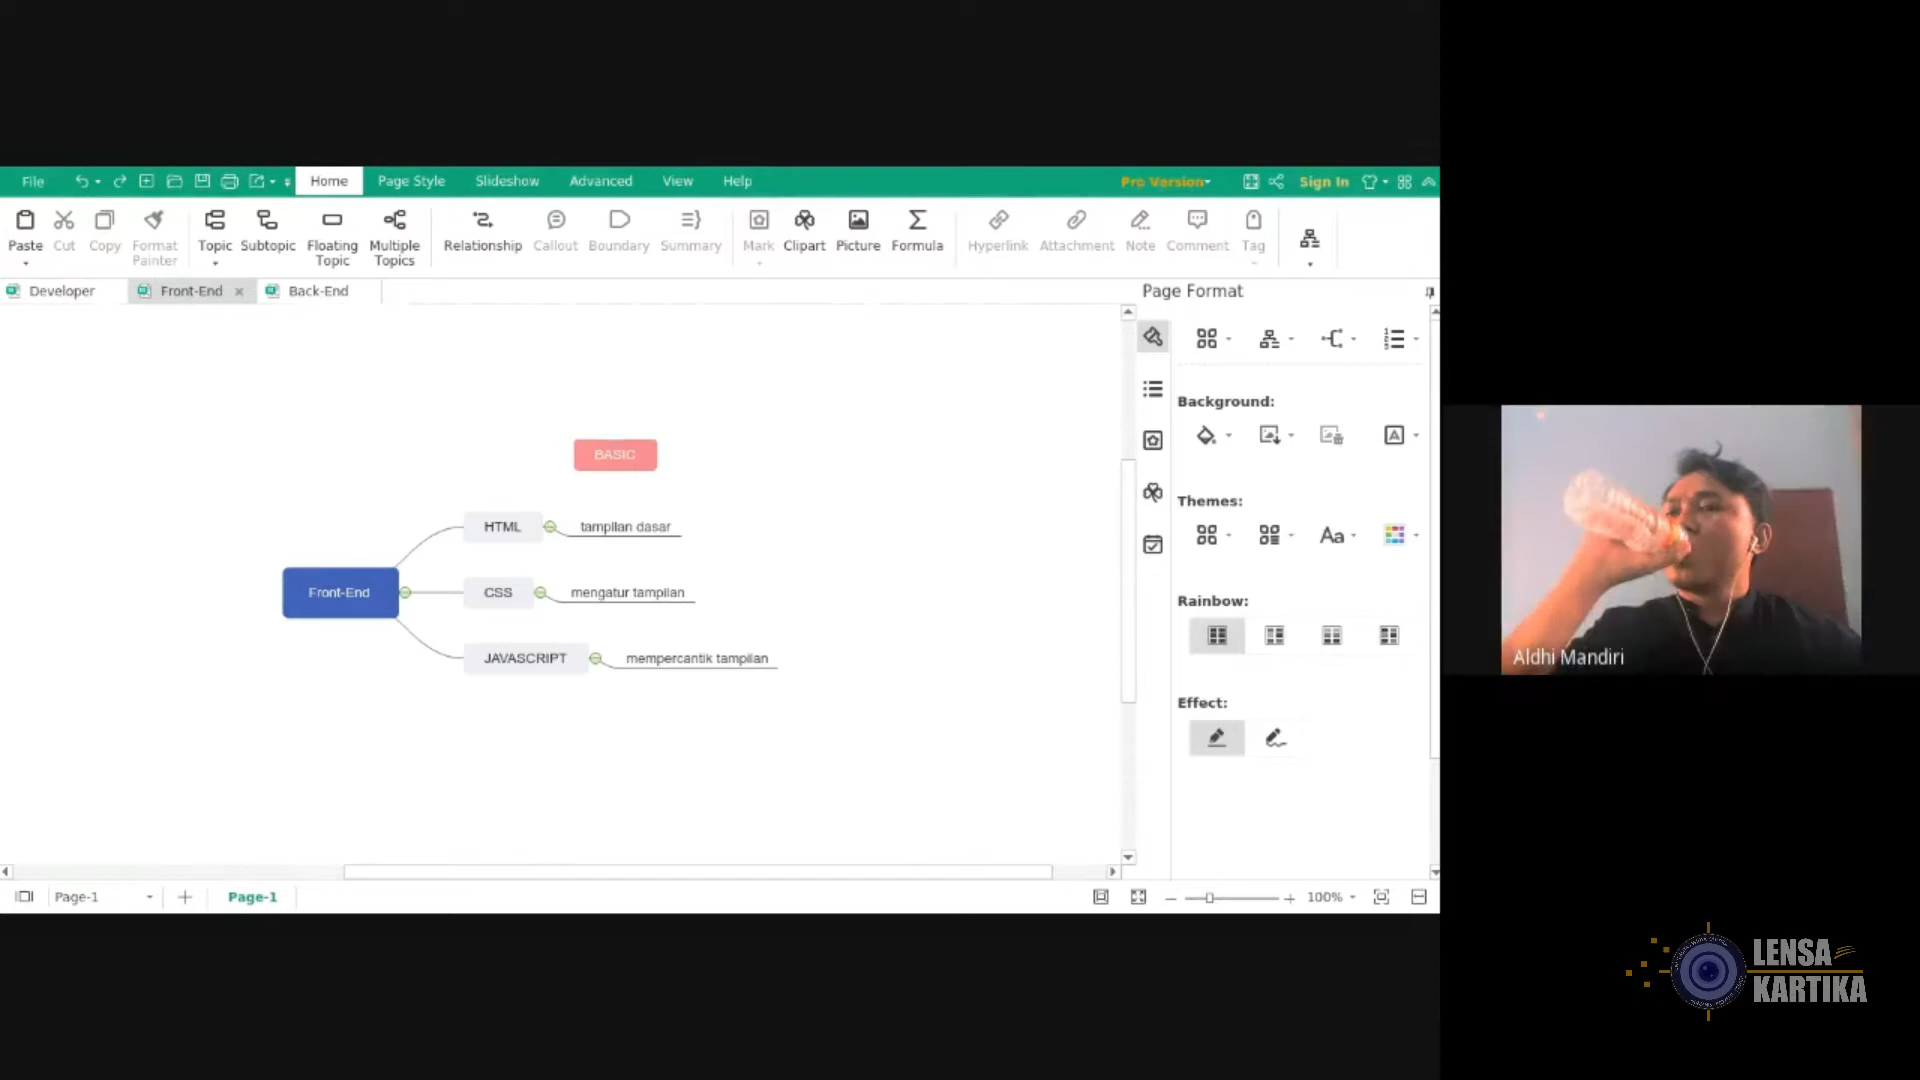 File
Home
Page Style
Slideshow
Advanced
View
Help
Pro Version
Sign In
Paste
Cut
Copy
Format Painter
Topic
Subtopic
Floating Topic
Multiple Topics
Relationship
Callout
Boundary
Summary
Mark
Clipart
Picture
Formula
Hyperlink
Attachment
Note
Comment
Tag
Developer
Front-End
Back-End
Page Format
Background:
Themes:
Aa
Rainbow:
Effect:
BASIC
HTML
tampilan dasar
Front-End
CSS
mengatur tampilan
JAVASCRIPT
mempercantik tampilan
Page-1
Page-1
100%
Aldhi Mandiri
LENSA
KARTIKA